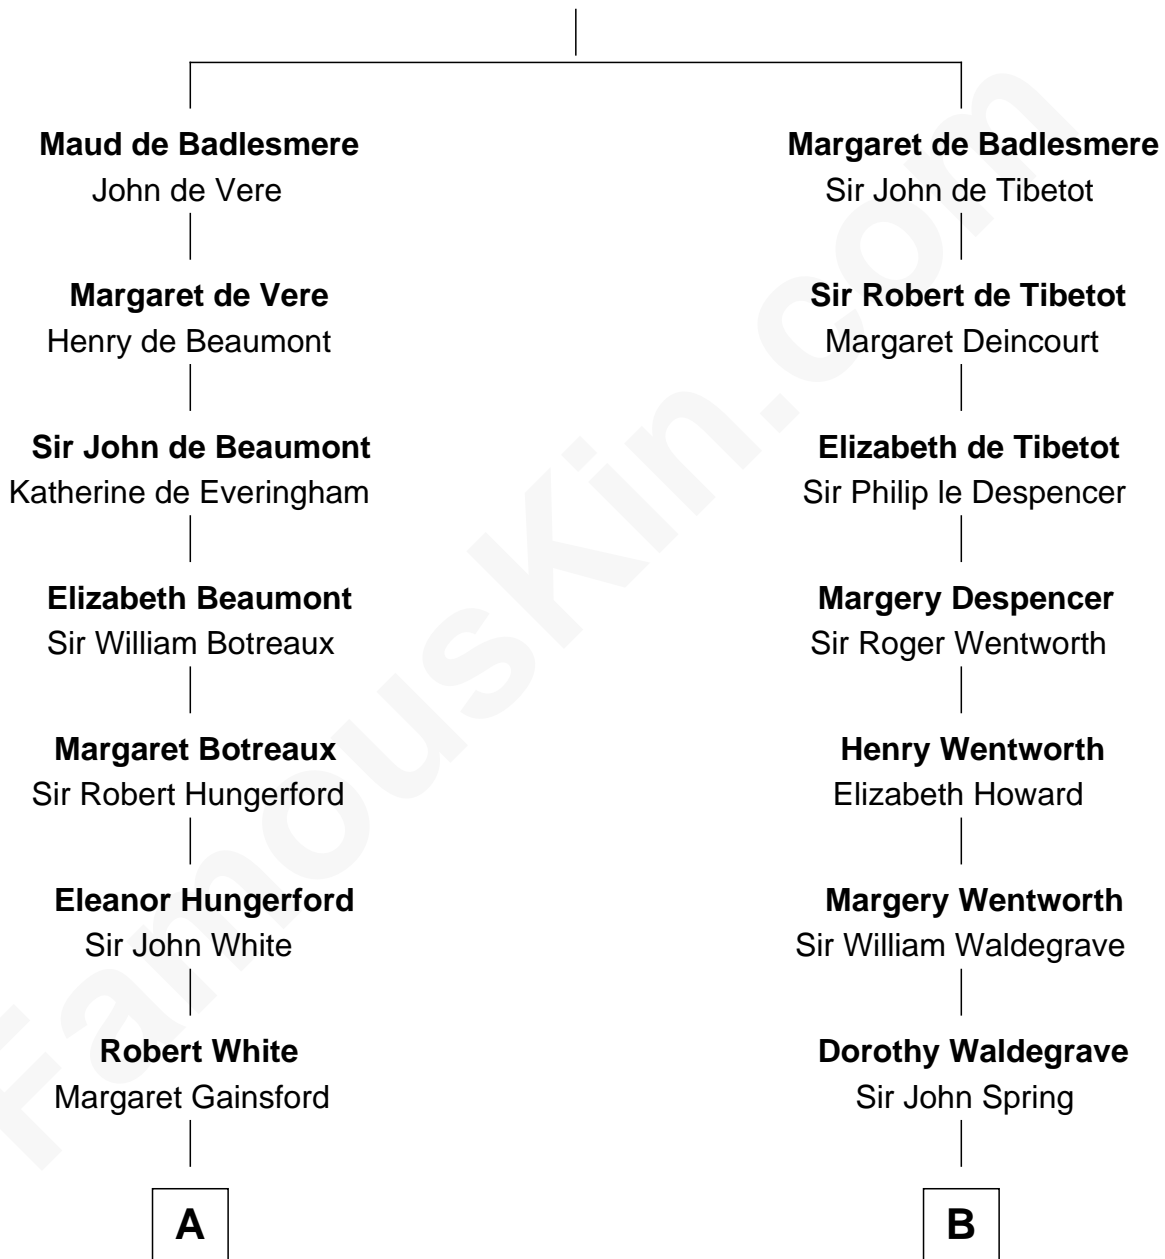 Maud de Badlesmere
John de Vere
Margaret de Badlesmere
Sir John de Tibetot
Margaret de Vere
Henry de Beaumont
Sir Robert de Tibetot
Margaret Deincourt
Sir John de Beaumont
Katherine de Everingham
Elizabeth de Tibetot
Sir Philip le Despencer
Elizabeth Beaumont
Sir William Botreaux
Margery Despencer
Sir Roger Wentworth
Margaret Botreaux
Sir Robert Hungerford
Henry Wentworth
Elizabeth Howard
Eleanor Hungerford
Sir John White
Margery Wentworth
Sir William Waldegrave
Robert White
Margaret Gainsford
Dorothy Waldegrave
Sir John Spring
A
B
FamousKin.com